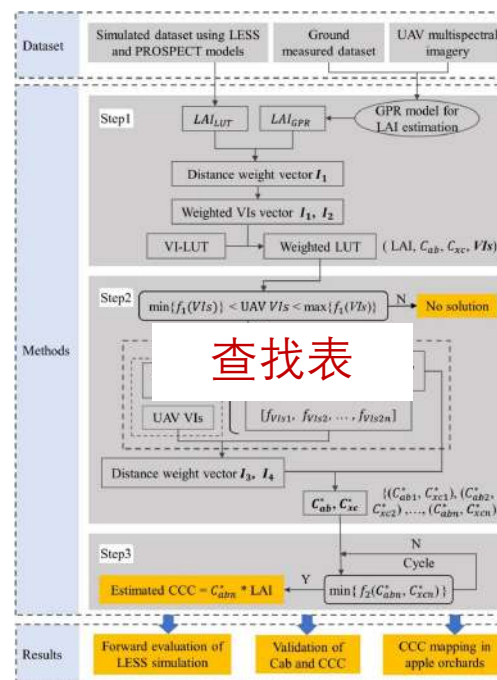 Dataset
Simulated dataset using LESS
and PROSPECT models
Ground
measured dataset
UAV multispectral
imagery
Methods
Step1
LAI_LUT
LAI_GPR
GPR model for
LAI estimation
Distance weight vector I₁
Weighted VIs vector I₁, I₂
VI-LUT
Weighted LUT
( LAI, C_ab, C_xc, VIs)
Step2
min{f₁(VIs)} < UAV VIs < max{f₁(VIs)}
N
No solution
查找表
UAV VIs
[f_VIs1, f_VIs2, ..., f_VIs2n]
Distance weight vector I₃, I₄
C*_ab, C*_xc
{(C*_ab1, C*_xc1), (C*_ab2,
C*_xc2) ,..., (C*_abn, C*_xcn)
Step3
N
Cycle
Y
Estimated CCC = C*_abn * LAI
min{ f₂(C*_abn, C*_xcn) }
Results
Forward evaluation of
LESS simulation
Validation of
Cab and CCC
CCC mapping in
apple orchards